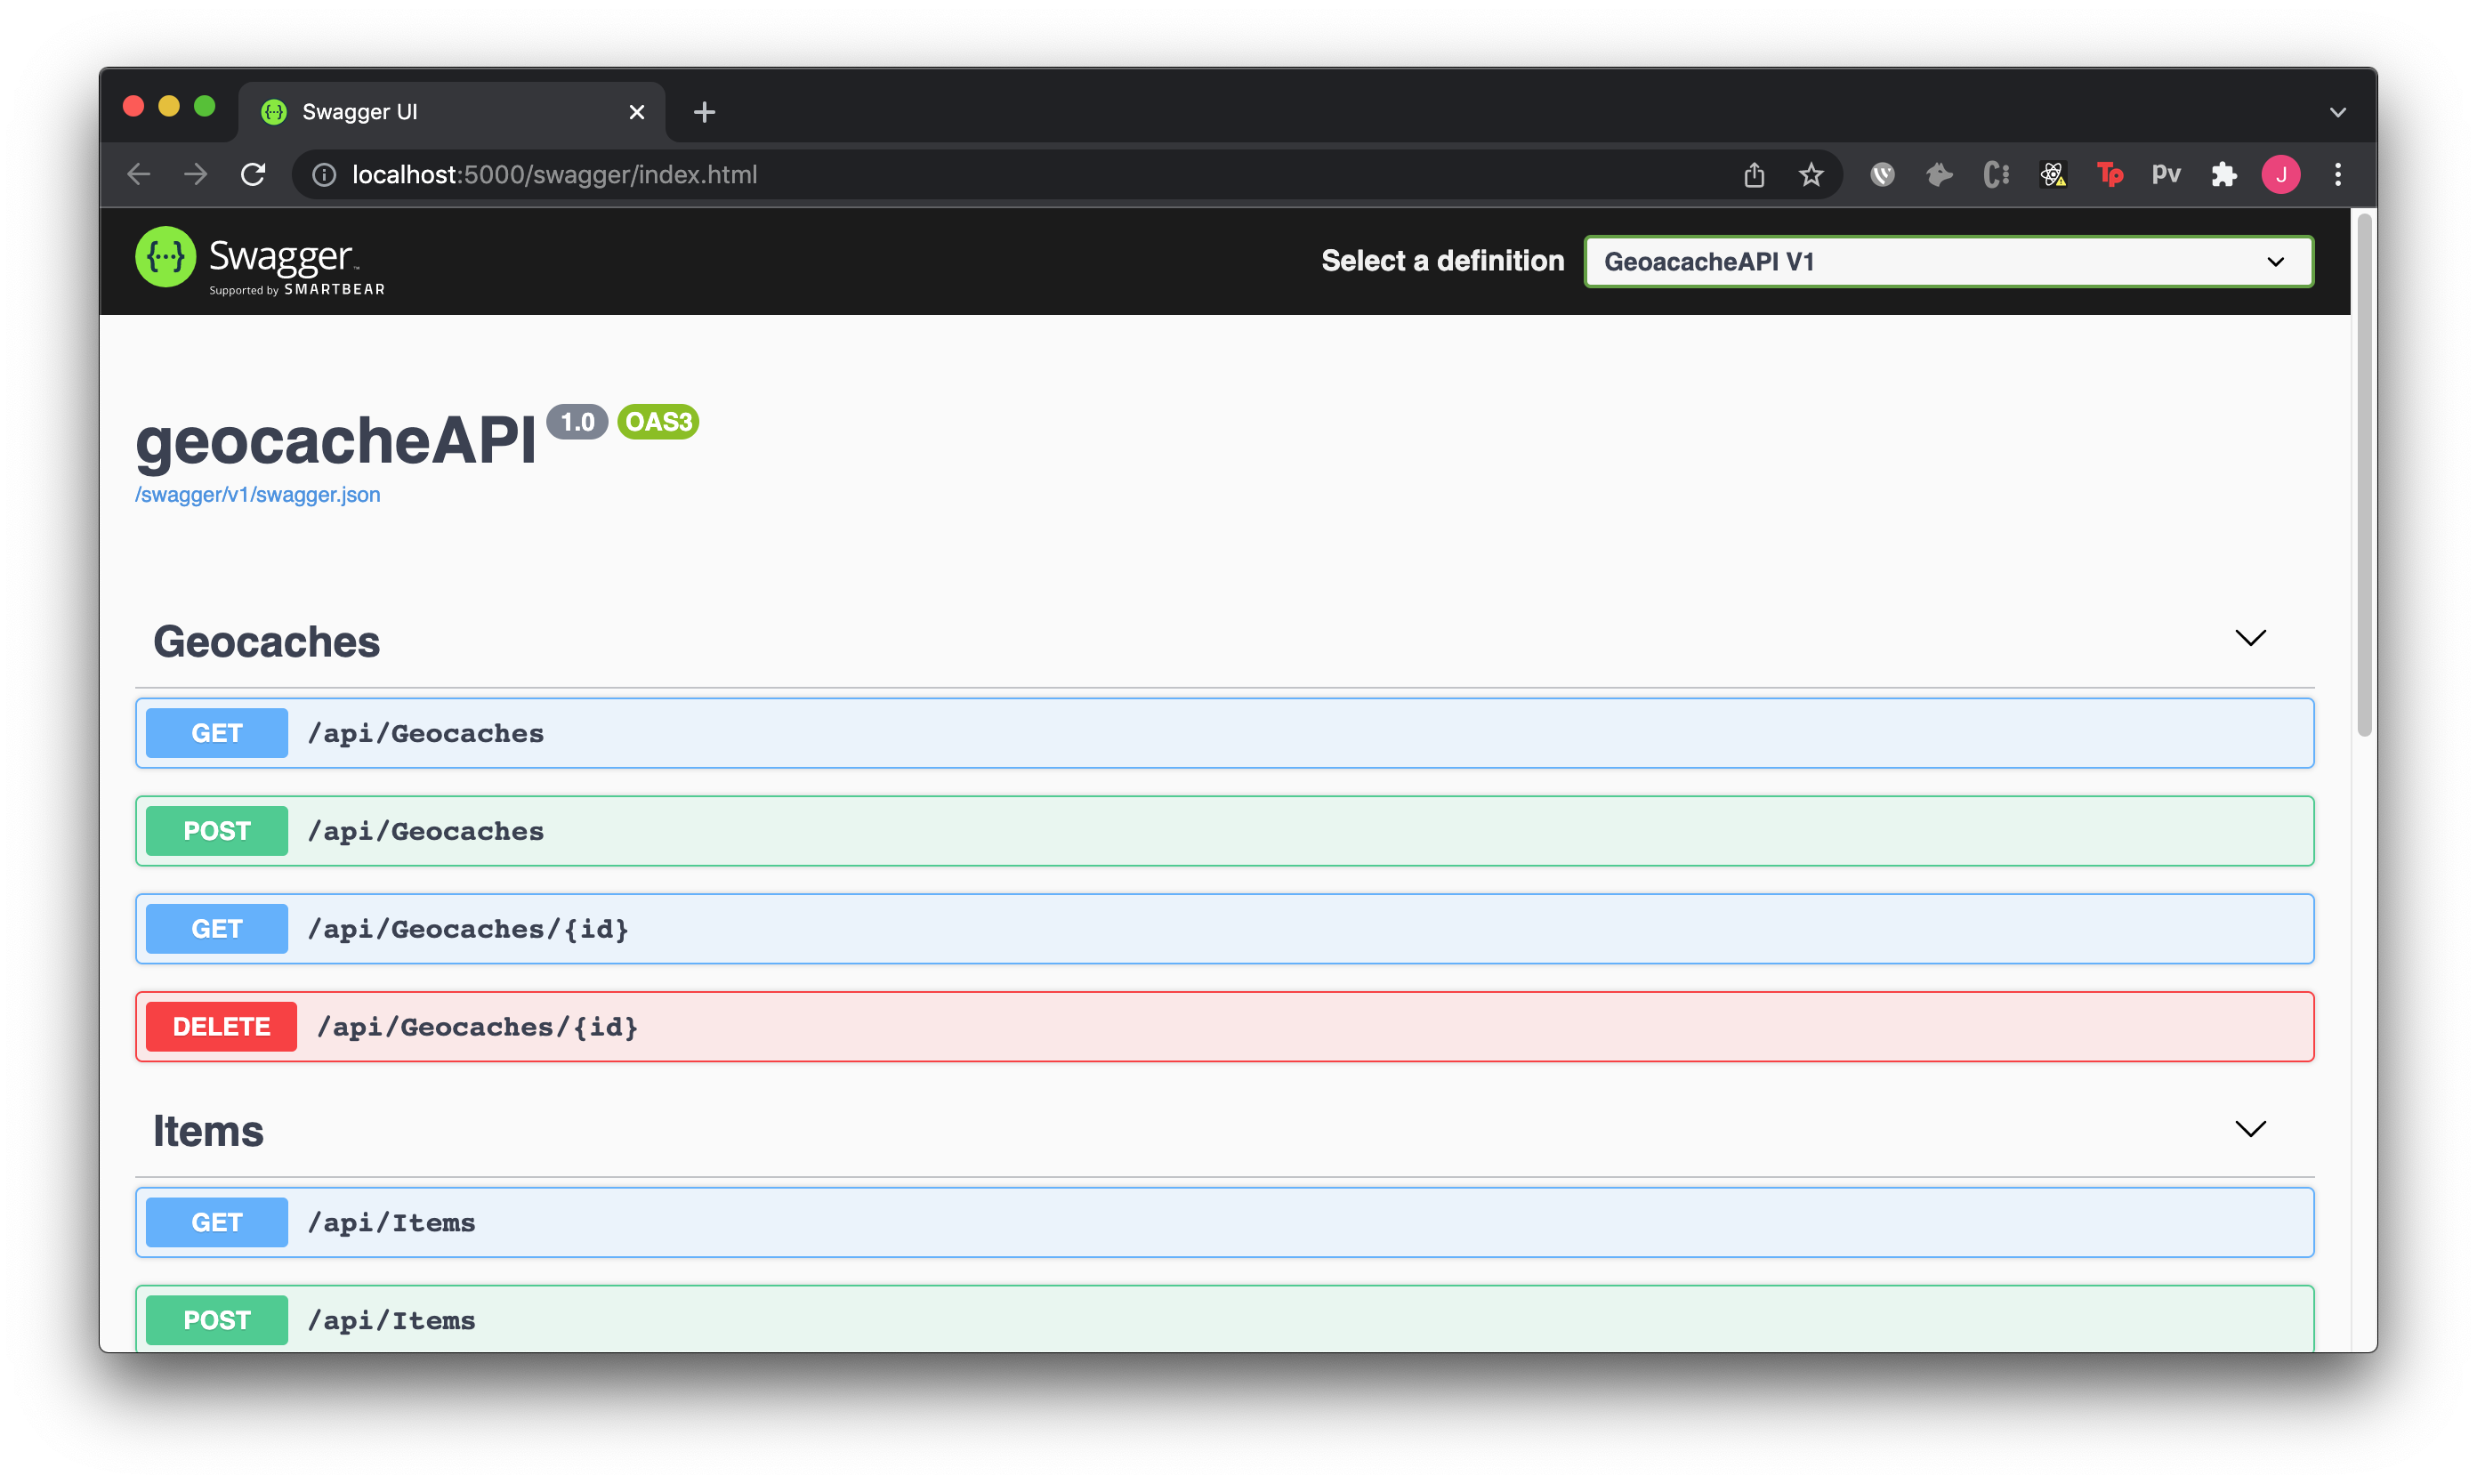 Swagger UI
localhost:5000/swagger/index.html
J
Swagger
Supported by SMARTBEAR
Select a definition
GeoacacheAPI V1
geocacheAPI 1.0 OAS3
/swagger/v1/swagger.json
Geocaches
GET /api/Geocaches
POST /api/Geocaches
GET /api/Geocaches/{id}
DELETE /api/Geocaches/{id}
Items
GET /api/Items
POST /api/Items